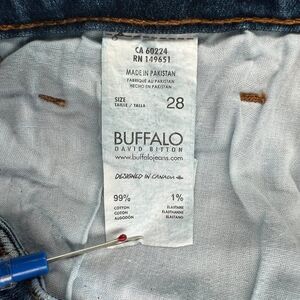 CA 60224
RN 149651
MADE IN PAKISTAN
FABRIQUÉ AU PAKISTAN
HECHO EN PAKISTAN
SIZE 28
TAILLE / TALLA
BUFFALO
DAVID BITTON
www.buffalojeans.com
DESIGNED IN CANADA
99% 1%
COTTON ELASTANE
COTON ÉLASTHANNE
ALGODÓN ELASTANO